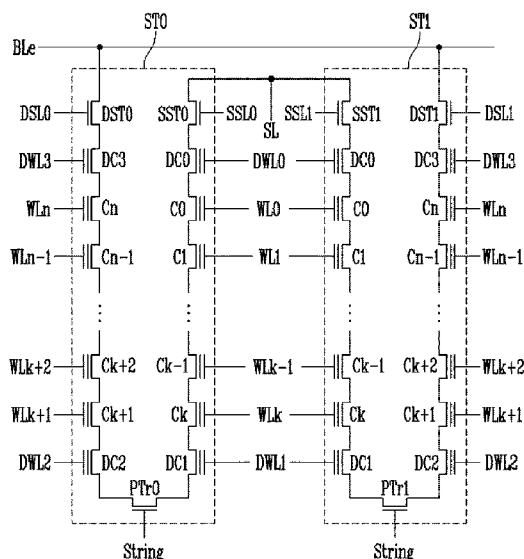 ST0 ST1
BLe
DSL0 DST0 SST0 SSL0 SL SSL1 SST1 DST1 DSL1
DWL3 DC3 DC0 DWL0 DC0 DC3 DWL3
WLn Cn C0 WL0 C0 Cn WLn
WLn-1 Cn-1 C1 WL1 C1 Cn-1 WLn-1
WLk+2 Ck+2 Ck-1 WLk-1 Ck-1 Ck+2 WLk+2
WLk+1 Ck+1 Ck WLk Ck Ck+1 WLk+1
DWL2 DC2 DC1 DWL1 DC1 DC2 DWL2
PTr0 PTr1
String String